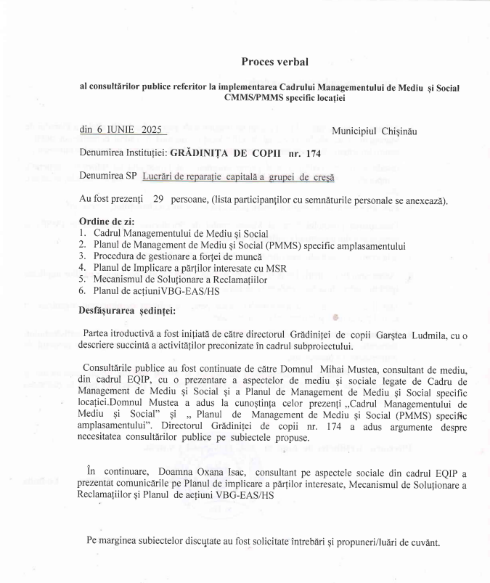 Proces verbal
al consultărilor publice referitor la implementarea Cadrului Managementului de Mediu și Social
CMMS/PMMS specific locației
din 6 IUNIE 2025 Municipiul Chișinău
Denumirea Instituției: GRĂDINIȚA DE COPII nr. 174
Denumirea SP Lucrări de reparație capitală a grupei de creșă
Au fost prezenți 29 persoane, (lista participanților cu semnăturile personale se anexează).
Ordine de zi:
1. Cadrul Managementului de Mediu și Social
2. Planul de Management de Mediu și Social (PMMS) specific amplasamentului
3. Procedura de gestionare a forței de muncă
4. Planul de Implicare a părților interesate cu MSR
5. Mecanismul de Soluționare a Reclamațiilor
6. Planul de acțiuniVBG-EAS/HS
Desfășurarea ședinței:
Partea itroductivă a fost inițiată de către directorul Grădiniței de copii Garștea Ludmila, cu o
descriere succintă a activităților preconizate în cadrul subproiectului.
Consultările publice au fost continuate de către Domnul Mihai Mustea, consultant de mediu,
din cadrul EQIP, cu o prezentare a aspectelor de mediu și sociale legate de Cadru de
Management de Mediu și Social și a Planul de Management de Mediu și Social specific
locației.Domnul Mustea a adus la cunoștința celor prezenți „Cadrul Managementului de
Mediu și Social” și „ Planul de Management de Mediu și Social (PMMS) specific
amplasamentului”. Directorul Grădiniței de copii nr. 174 a adus argumente despre
necesitatea consultărilor publice pe subiectele propuse.
În continuare, Doamna Oxana Isac, consultant pe aspectele sociale din cadrul EQIP a
prezentat comunicările pe Planul de implicare a părților interesate, Mecanismul de Soluționare a
Reclamațiilor și Planul de acțiuni VBG-EAS/HS
Pe marginea subiectelor discutate au fost solicitate întrebări și propuneri/luări de cuvânt.